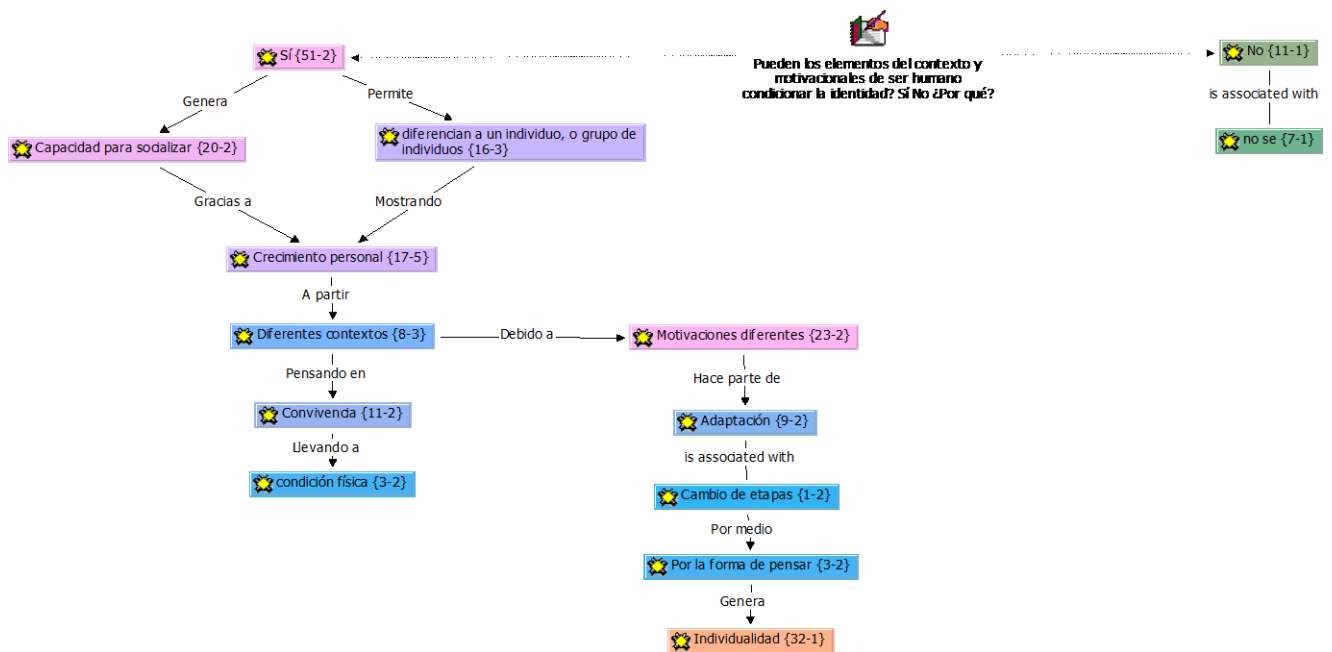 Pueden los elementos del contexto y
motivacionales de ser humano
condicionar la identidad? Sí No ¿Por qué?
Sí {51-2}
No {11-1}
Genera
Permite
is associated with
Capacidad para socializar {20-2}
diferencian a un individuo, o grupo de
individuos {16-3}
no se {7-1}
Gracias a
Mostrando
Crecimiento personal {17-5}
A partir
Diferentes contextos {8-3}
Debido a
Motivaciones diferentes {23-2}
Pensando en
Hace parte de
Convivencia {11-2}
Adaptación {9-2}
Llevando a
is associated with
condición física {3-2}
Cambio de etapas {1-2}
Por medio
Por la forma de pensar {3-2}
Genera
Individualidad {32-1}